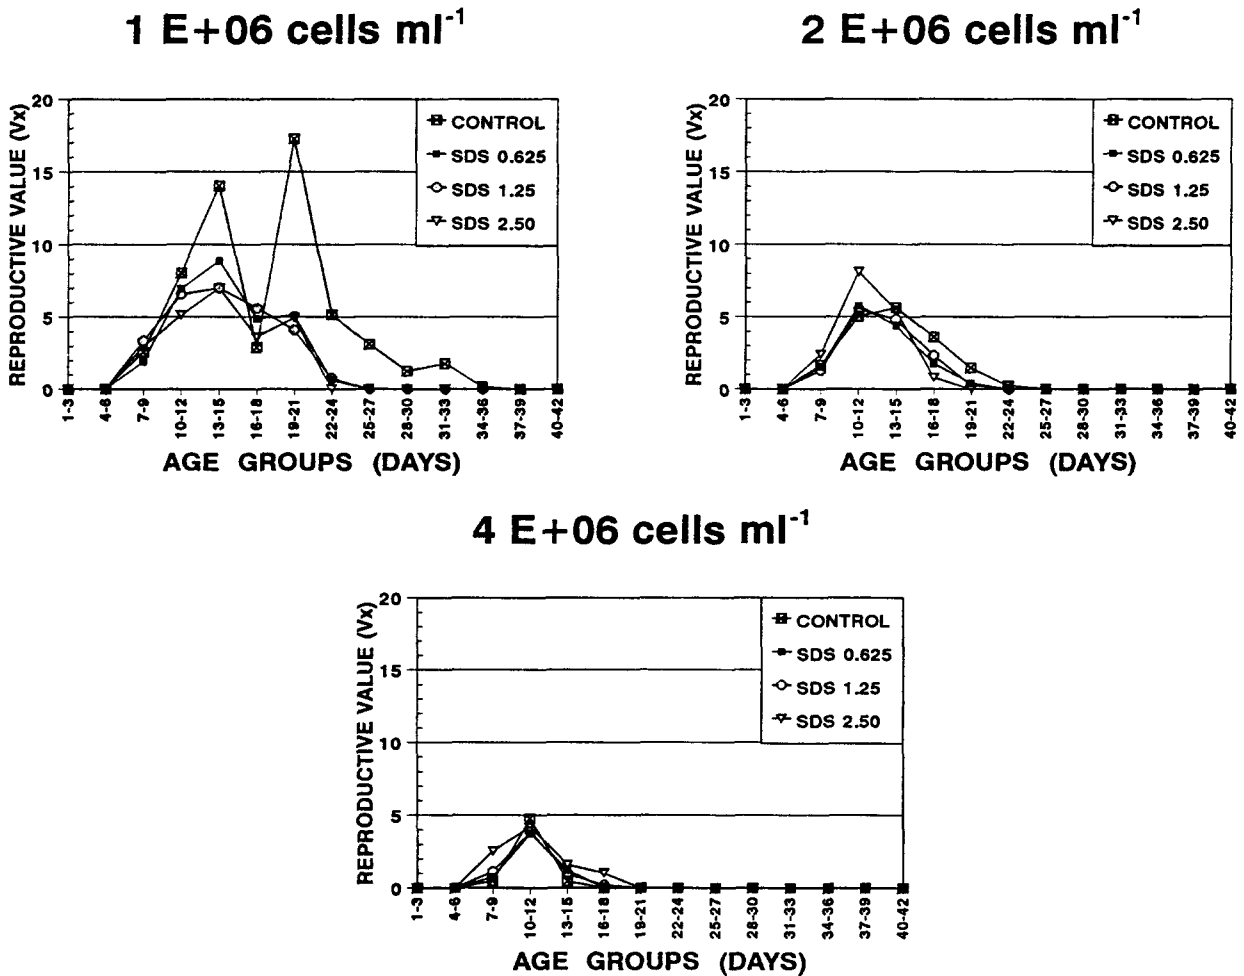 1 E+06 cells ml-1
REPRODUCTIVE VALUE (Vx)
20
15
10
5
0
CONTROL
SDS 0.625
SDS 1.25
SDS 2.50
1-3
4-6
7-9
10-12
13-15
16-18
19-21
22-24
25-27
28-30
31-33
34-36
37-39
40-42
AGE GROUPS (DAYS)
2 E+06 cells ml-1
REPRODUCTIVE VALUE (Vx)
20
15
10
5
0
CONTROL
SDS 0.625
SDS 1.25
SDS 2.50
1-3
4-6
7-9
10-12
13-15
16-18
19-21
22-24
25-27
28-30
31-33
34-36
37-39
40-42
AGE GROUPS (DAYS)
4 E+06 cells ml-1
REPRODUCTIVE VALUE (Vx)
20
15
10
5
0
CONTROL
SDS 0.625
SDS 1.25
SDS 2.50
1-3
4-6
7-9
10-12
13-15
16-18
19-21
22-24
25-27
28-30
31-33
34-36
37-39
40-42
AGE GROUPS (DAYS)